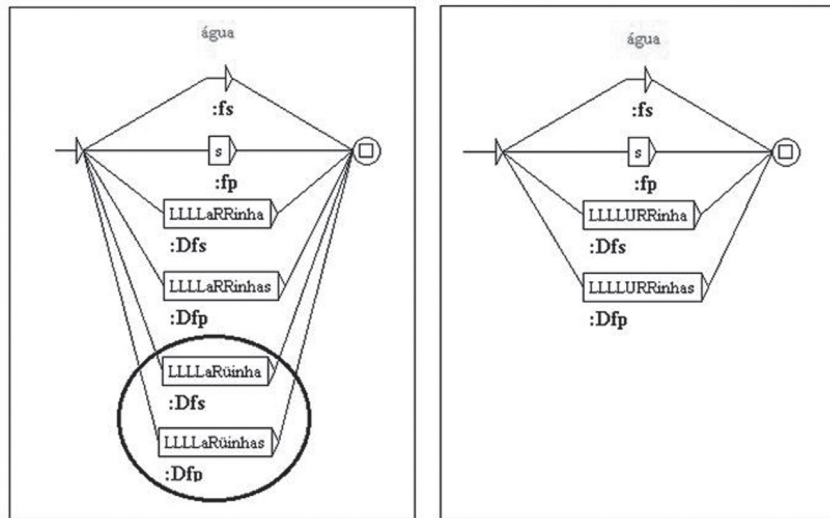 água
:fs
s
:fp
LLLLaRRinha
:Dfs
LLLLaRRinhas
:Dfp
LLLLaRüinha
:Dfs
LLLLaRüinhas
:Dfp
água
:fs
s
:fp
LLLLURRinha
:Dfs
LLLLURRinhas
:Dfp